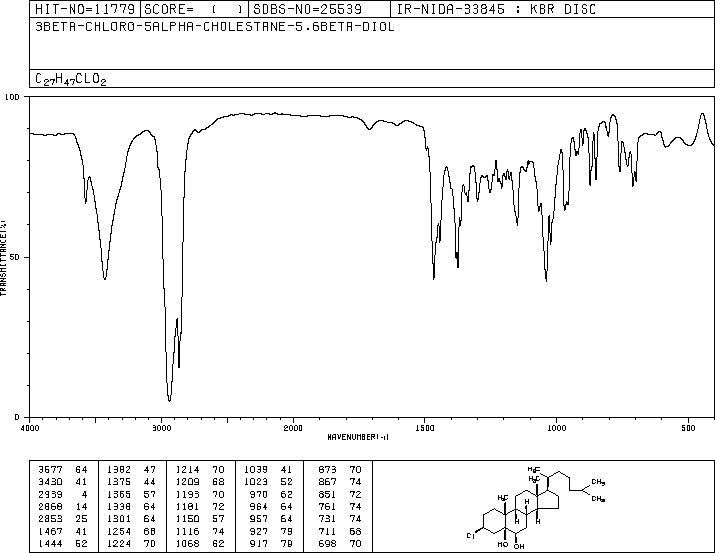 HIT-NO=11779 SCORE= ( ) SDBS-NO=25539 IR-NIDA-33845 : KBR DISC
3BETA-CHLORO-5ALPHA-CHOLESTANE-5,6BETA-DIOL
C27H47CLO2
100
50
0
TRANSMITTANCE(%)
4000 3000 2000 1500 1000 500
WAVENUMBER(-1)
3577 64 1382 47 1214 70 1039 41 873 70
3430 41 1375 44 1209 68 1023 52 867 74
2939 4 1365 57 1193 70 970 62 851 72
2868 14 1338 64 1181 72 964 64 761 74
2853 25 1301 64 1150 57 957 64 731 74
1467 41 1254 68 1116 74 927 79 711 68
1444 52 1224 70 1068 62 917 79 698 70
H3C CH3
H3C CH3
CH3
H H
H H
Cl
HO
OH